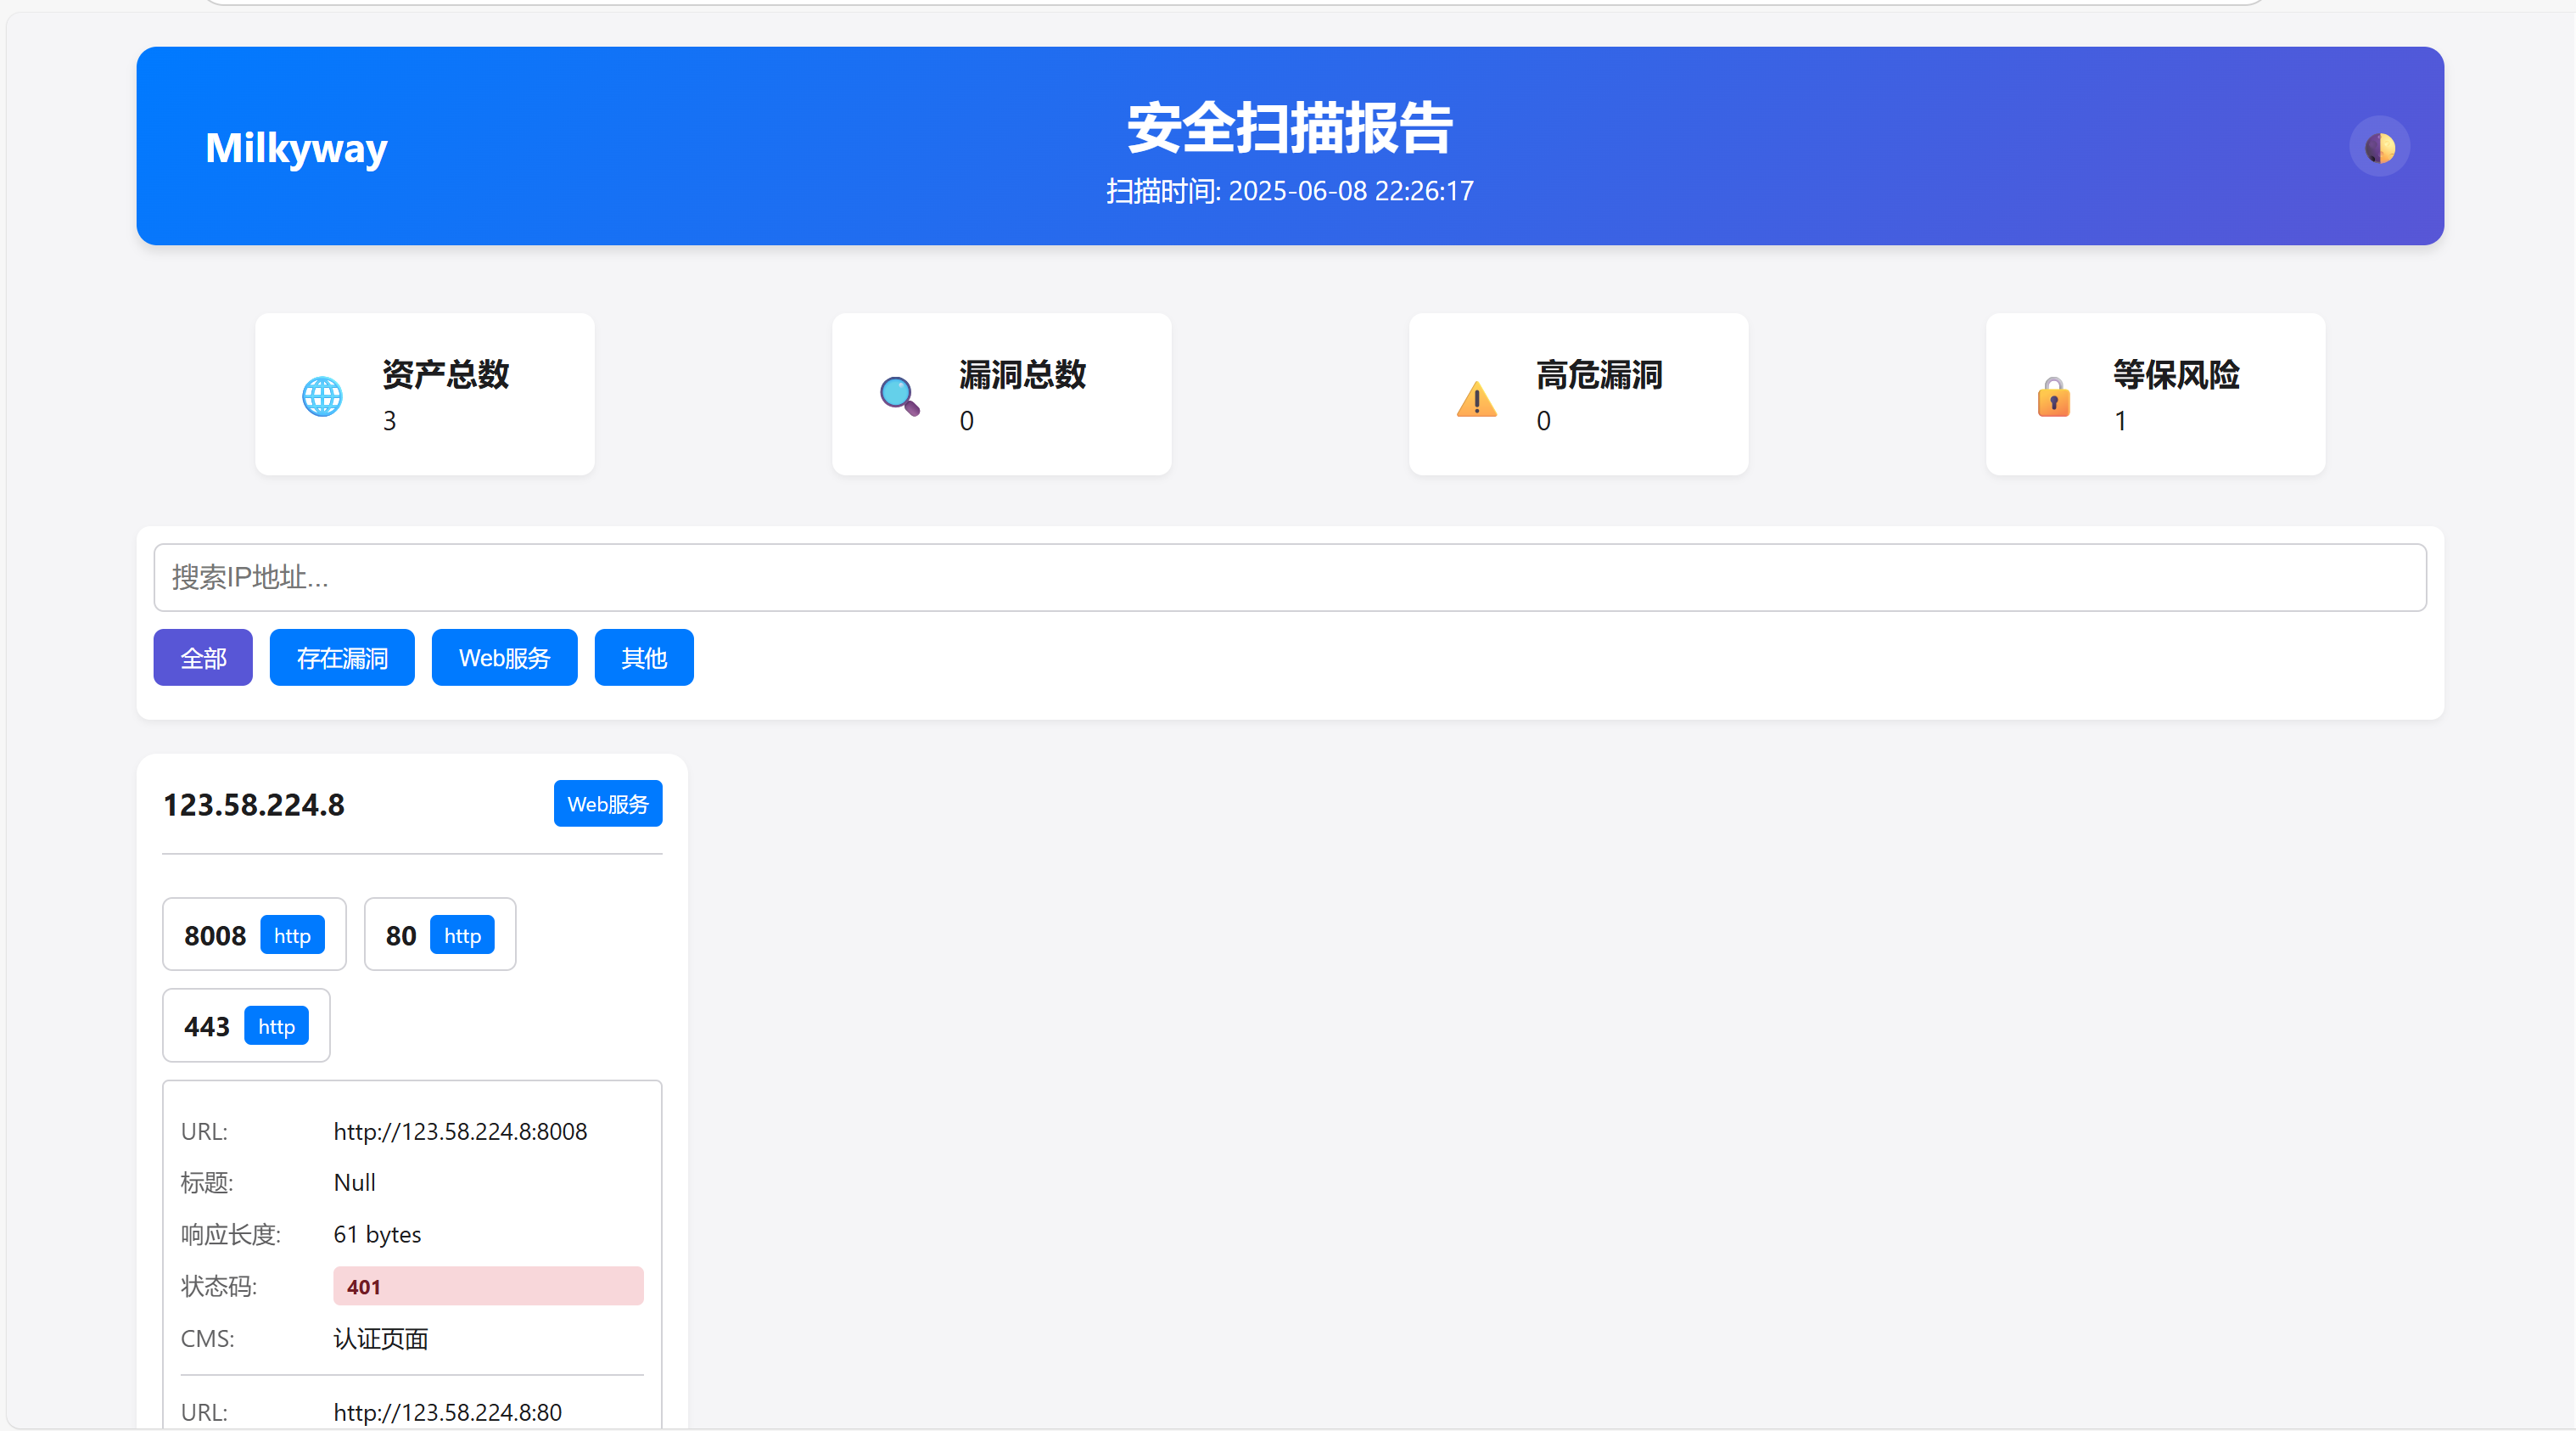 Milkyway
安全扫描报告
扫描时间: 2025-06-08 22:26:17
资产总数
3
漏洞总数
0
高危漏洞
0
等保风险
1
搜索IP地址...
全部 存在漏洞 Web服务 其他
123.58.224.8 Web服务
8008 http 80 http
443 http
URL: http://123.58.224.8:8008
标题: Null
响应长度: 61 bytes
状态码: 401
CMS: 认证页面
URL: http://123.58.224.8:80